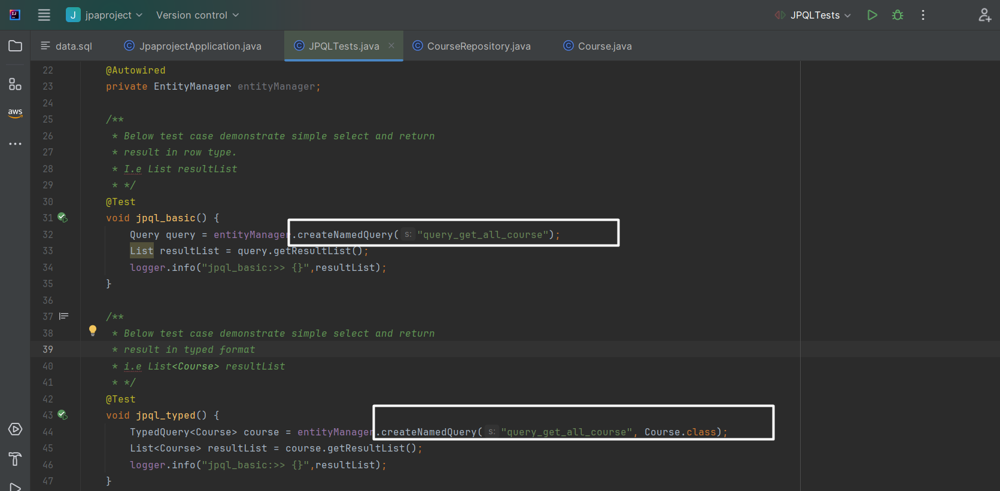 J jpaproject Version control JPQLTests
data.sql JpaprojectApplication.java JPQLTests.java CourseRepository.java Course.java
aws
22 @Autowired
23 private EntityManager entityManager;
24
25 /**
26 * Below test case demonstrate simple select and return
27 * result in row type.
28 * I.e List resultList
29 * */
30 @Test
31 void jpql_basic() {
32 Query query = entityManager.createNamedQuery( s: "query_get_all_course");
33 List resultList = query.getResultList();
34 logger.info("jpql_basic:>> {}",resultList);
35 }
36
37 /**
38 * Below test case demonstrate simple select and return
39 * result in typed format
40 * i.e List<Course> resultList
41 * */
42 @Test
43 void jpql_typed() {
44 TypedQuery<Course> course = entityManager.createNamedQuery( s: "query_get_all_course", Course.class);
45 List<Course> resultList = course.getResultList();
46 logger.info("jpql_basic:>> {}",resultList);
47 }